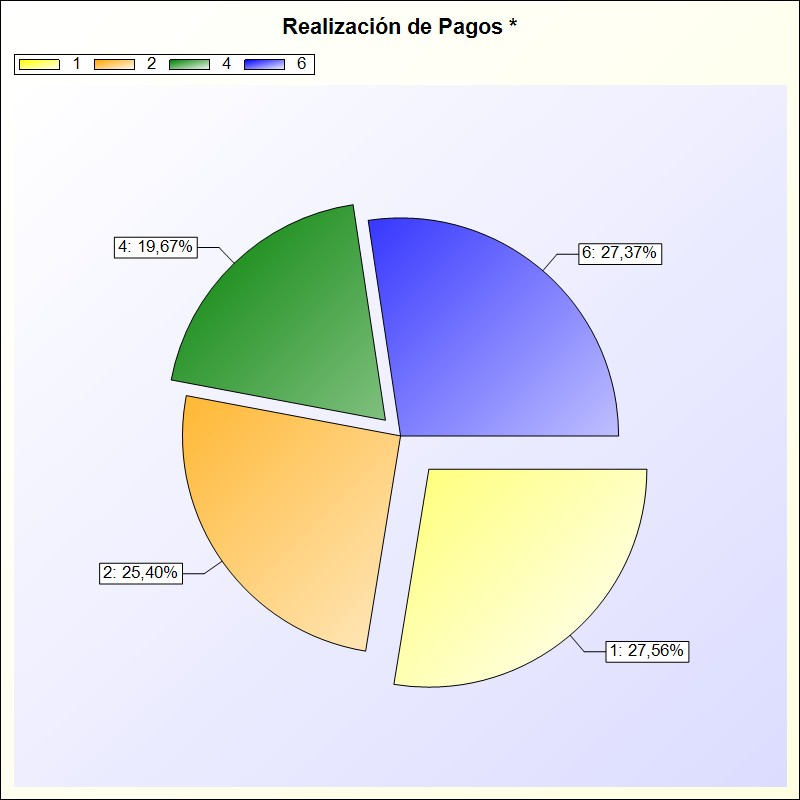 Realización de Pagos *
1 2 4 6
4: 19,67%
6: 27,37%
2: 25,40%
1: 27,56%